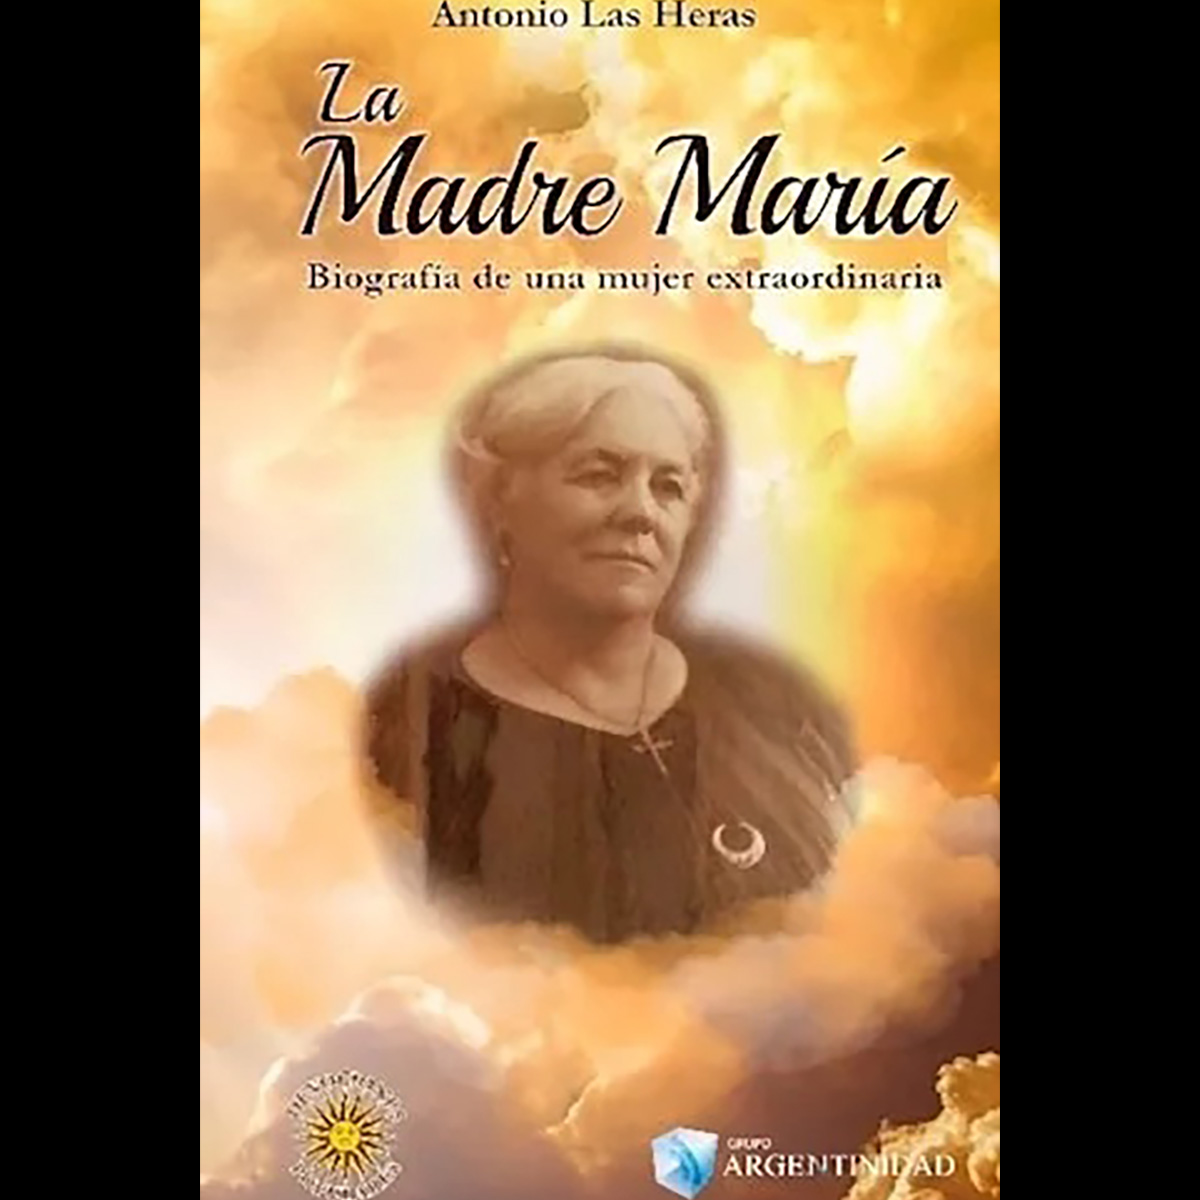 Antonio Las Heras
La
Madre María
Biografía de una mujer extraordinaria
GRUPO
ARGENTINIDAD